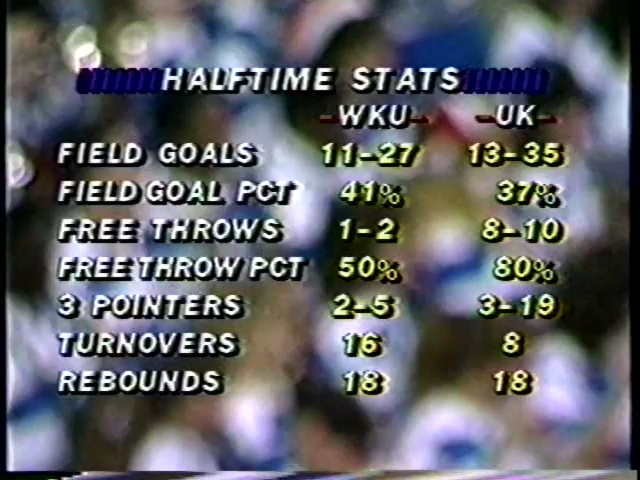 HALFTIME STATS
-WKU- -UK-
FIELD GOALS 11-27 13-35
FIELD GOAL PCT 41% 37%
FREE THROWS 1-2 8-10
FREE THROW PCT 50% 80%
3 POINTERS 2-5 3-19
TURNOVERS 16 8
REBOUNDS 18 18